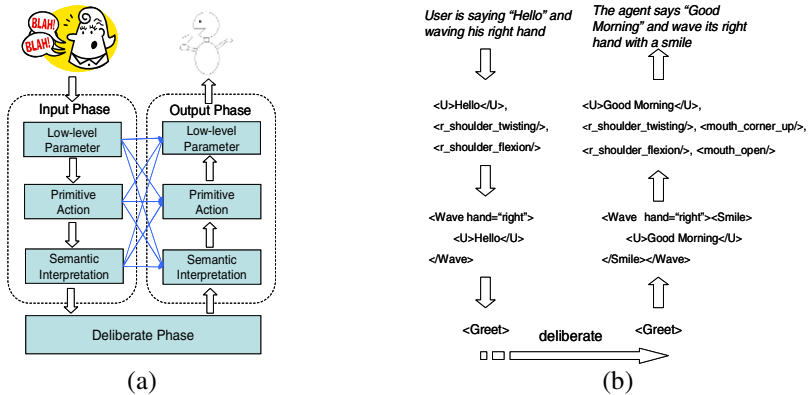 BLAH!
BLAH!
BLAH!
Input Phase
Output Phase
Low-level
Parameter
Low-level
Parameter
Primitive
Action
Primitive
Action
Semantic
Interpretation
Semantic
Interpretation
Deliberate Phase
(a)
User is saying “Hello” and
waving his right hand
The agent says “Good
Morning” and wave its right
hand with a smile
<U>Hello</U>,
<r_shoulder_twisting/>,
<r_shoulder_flexion/>
<U>Good Morning</U>,
<r_shoulder_twisting/>, <mouth_corner_up/>,
<r_shoulder_flexion/>, <mouth_open/>
<Wave hand=“right”>
<U>Hello</U>
</Wave>
<Wave hand=“right”><Smile>
<U>Good Morning</U>
</Smile></Wave>
<Greet>
deliberate
<Greet>
(b)